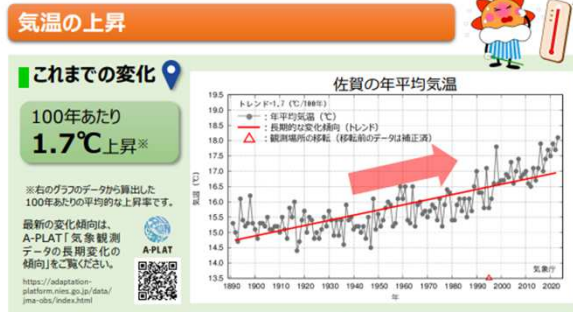 気温の上昇
これまでの変化
100年あたり
1.7℃上昇※
※右のグラフのデータから算出した
100年あたりの平均的な上昇率です。
最新の変化傾向は、
A-PLAT「気象観測
データの長期変化の
傾向」をご覧ください。
A-PLAT
https://adaptation-
platform.nies.go.jp/data/
jma-obs/index.html
佐賀の年平均気温
トレンド=1.7 (℃/100年)
：年平均気温（℃）
：長期的な変化傾向（トレンド）
：観測場所の移転（移転前のデータは補正済）
気温（℃）
19.5
19.0
18.5
18.0
17.5
17.0
16.5
16.0
15.5
15.0
14.5
14.0
13.5
1890 1900 1910 1920 1930 1940 1950 1960 1970 1980 1990 2000 2010 2020
年
気象庁